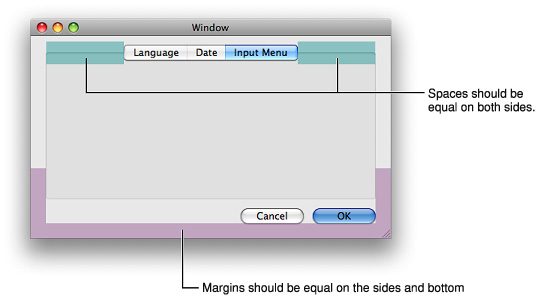 Window
Language Date Input Menu
Spaces should be
equal on both sides.
Cancel OK
Margins should be equal on the sides and bottom